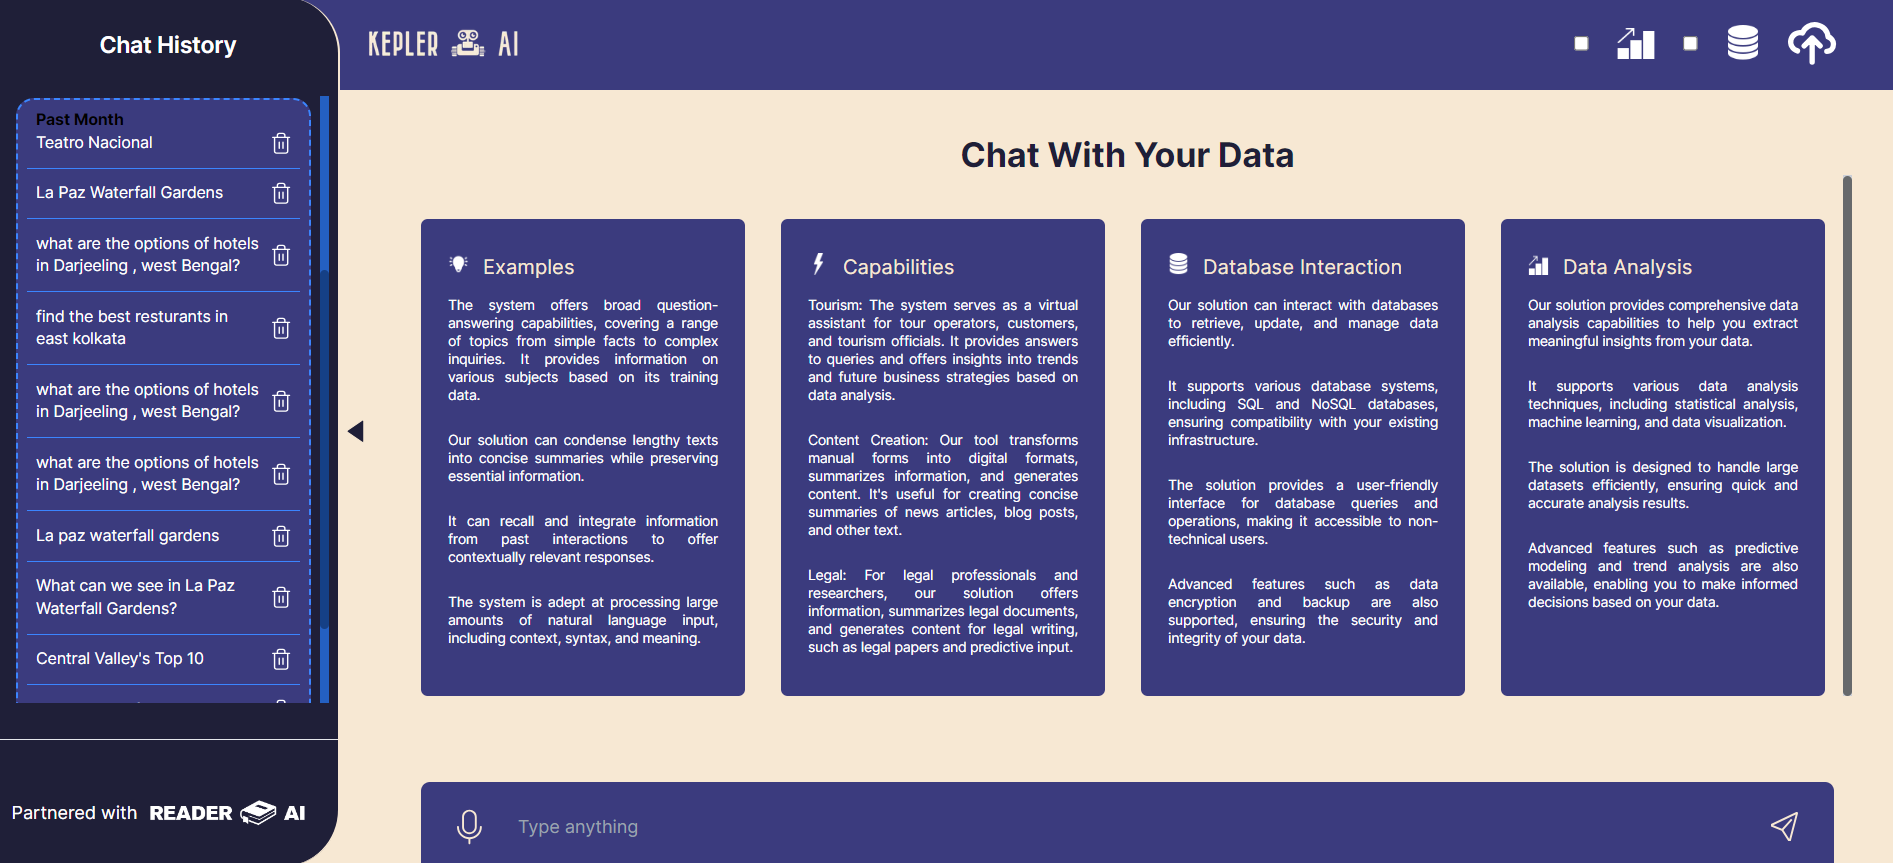 Chat History
Past Month
Teatro Nacional
La Paz Waterfall Gardens
what are the options of hotels
in Darjeeling , west Bengal?
find the best resturants in
east kolkata
what are the options of hotels
in Darjeeling , west Bengal?
what are the options of hotels
in Darjeeling , west Bengal?
La paz waterfall gardens
What can we see in La Paz
Waterfall Gardens?
Central Valley's Top 10
Partnered with READER AI
KEPLER AI
Chat With Your Data
Examples
The system offers broad question-
answering capabilities, covering a range
of topics from simple facts to complex
inquiries. It provides information on
various subjects based on its training
data.
Our solution can condense lengthy texts
into concise summaries while preserving
essential information.
It can recall and integrate information
from past interactions to offer
contextually relevant responses.
The system is adept at processing large
amounts of natural language input,
including context, syntax, and meaning.
Capabilities
Tourism: The system serves as a virtual
assistant for tour operators, customers,
and tourism officials. It provides answers
to queries and offers insights into trends
and future business strategies based on
data analysis.
Content Creation: Our tool transforms
manual forms into digital formats,
summarizes information, and generates
content. It's useful for creating concise
summaries of news articles, blog posts,
and other text.
Legal: For legal professionals and
researchers, our solution offers
information, summarizes legal documents,
and generates content for legal writing,
such as legal papers and predictive input.
Database Interaction
Our solution can interact with databases
to retrieve, update, and manage data
efficiently.
It supports various database systems,
including SQL and NoSQL databases,
ensuring compatibility with your existing
infrastructure.
The solution provides a user-friendly
interface for database queries and
operations, making it accessible to non-
technical users.
Advanced features such as data
encryption and backup are also
supported, ensuring the security and
integrity of your data.
Data Analysis
Our solution provides comprehensive data
analysis capabilities to help you extract
meaningful insights from your data.
It supports various data analysis
techniques, including statistical analysis,
machine learning, and data visualization.
The solution is designed to handle large
datasets efficiently, ensuring quick and
accurate analysis results.
Advanced features such as predictive
modeling and trend analysis are also
available, enabling you to make informed
decisions based on your data.
Type anything